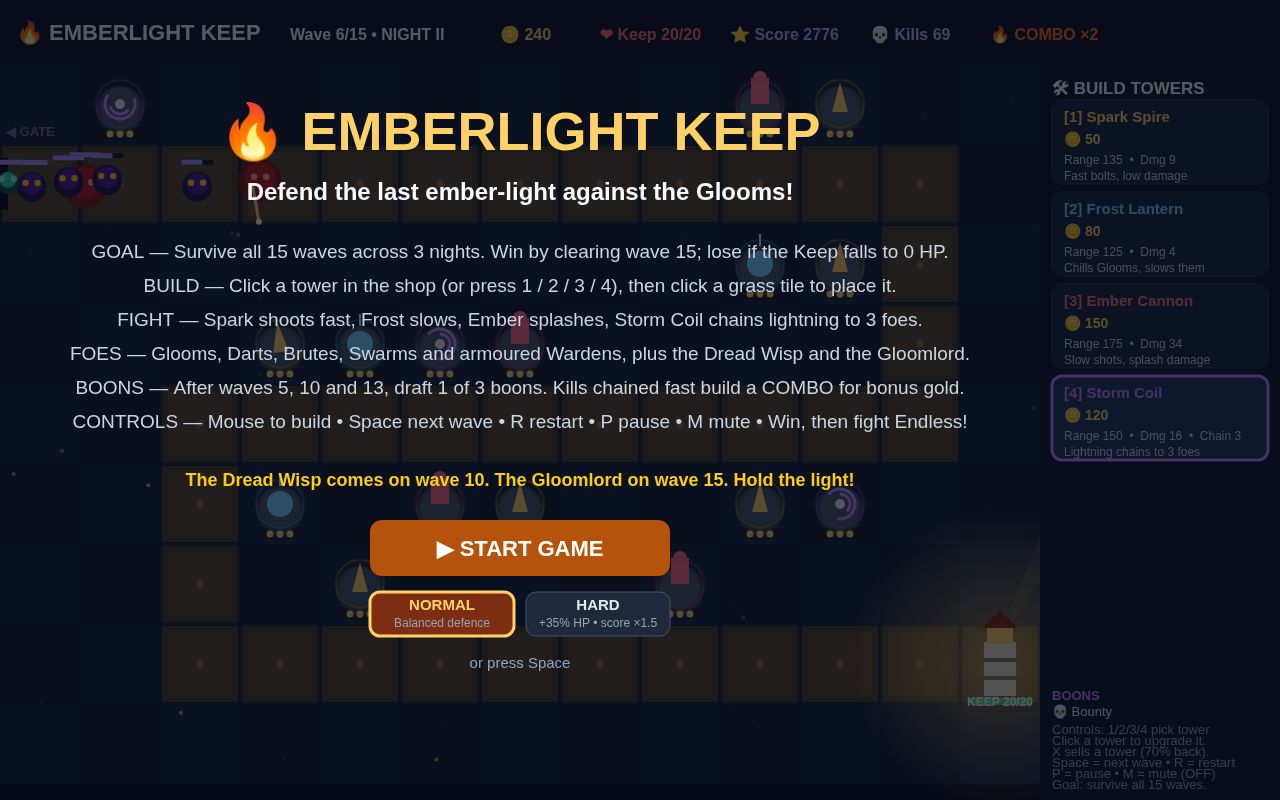 🔥 EMBERLIGHT KEEP
Wave 6/15 • NIGHT II
🪙 240
❤ Keep 20/20
⭐ Score 2776
💀 Kills 69
🔥 COMBO ×2
◀ GATE
🔥 EMBERLIGHT KEEP
Defend the last ember-light against the Glooms!
GOAL — Survive all 15 waves across 3 nights. Win by clearing wave 15; lose if the Keep falls to 0 HP.
BUILD — Click a tower in the shop (or press 1 / 2 / 3 / 4), then click a grass tile to place it.
FIGHT — Spark shoots fast, Frost slows, Ember splashes, Storm Coil chains lightning to 3 foes.
FOES — Glooms, Darts, Brutes, Swarms and armoured Wardens, plus the Dread Wisp and the Gloomlord.
BOONS — After waves 5, 10 and 13, draft 1 of 3 boons. Kills chained fast build a COMBO for bonus gold.
CONTROLS — Mouse to build • Space next wave • R restart • P pause • M mute • Win, then fight Endless!
The Dread Wisp comes on wave 10. The Gloomlord on wave 15. Hold the light!
▶ START GAME
NORMAL
Balanced defence
HARD
+35% HP • score ×1.5
or press Space
KEEP 20/20
🛠 BUILD TOWERS
[1] Spark Spire
🪙 50
Range 135 • Dmg 9
Fast bolts, low damage
[2] Frost Lantern
🪙 80
Range 125 • Dmg 4
Chills Glooms, slows them
[3] Ember Cannon
🪙 150
Range 175 • Dmg 34
Slow shots, splash damage
[4] Storm Coil
🪙 120
Range 150 • Dmg 16 • Chain 3
Lightning chains to 3 foes
BOONS
💀 Bounty
Controls: 1/2/3/4 pick tower
Click a tower to upgrade it.
X sells a tower (70% back).
Space = next wave • R = restart
P = pause • M = mute (OFF)
Goal: survive all 15 waves.